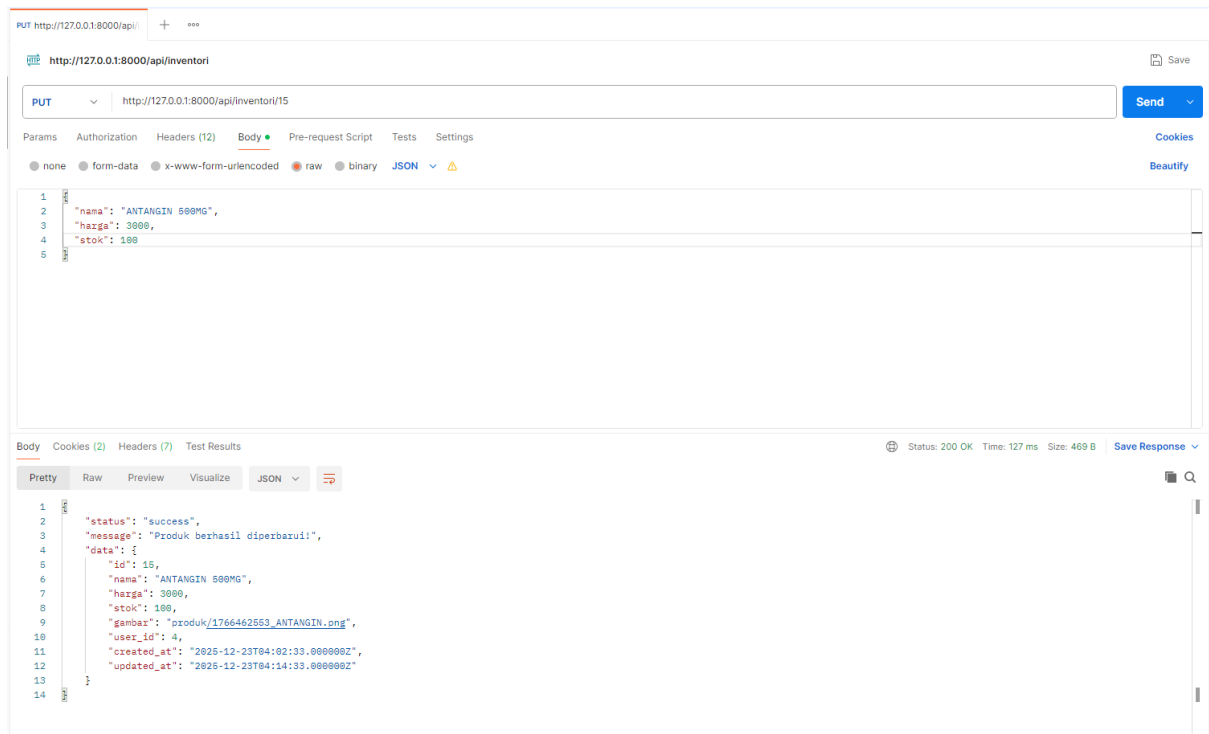 PUT http://127.0.0.1:8000/api/i
HTTP http://127.0.0.1:8000/api/inventori Save
PUT http://127.0.0.1:8000/api/inventori/15 Send
Params Authorization Headers (12) Body Pre-request Script Tests Settings Cookies
none form-data x-www-form-urlencoded raw binary JSON Beautify
1 {
2 "nama": "ANTANGIN 500MG",
3 "harga": 3000,
4 "stok": 100
5 }
Body Cookies (2) Headers (7) Test Results Status: 200 OK Time: 127 ms Size: 469 B Save Response
Pretty Raw Preview Visualize JSON
1 {
2 "status": "success",
3 "message": "Produk berhasil diperbarui!",
4 "data": {
5 "id": 15,
6 "nama": "ANTANGIN 500MG",
7 "harga": 3000,
8 "stok": 100,
9 "gambar": "produk/1766462553_ANTANGIN.png",
10 "user_id": 4,
11 "created_at": "2025-12-23T04:02:33.000000Z",
12 "updated_at": "2025-12-23T04:14:33.000000Z"
13 }
14 }